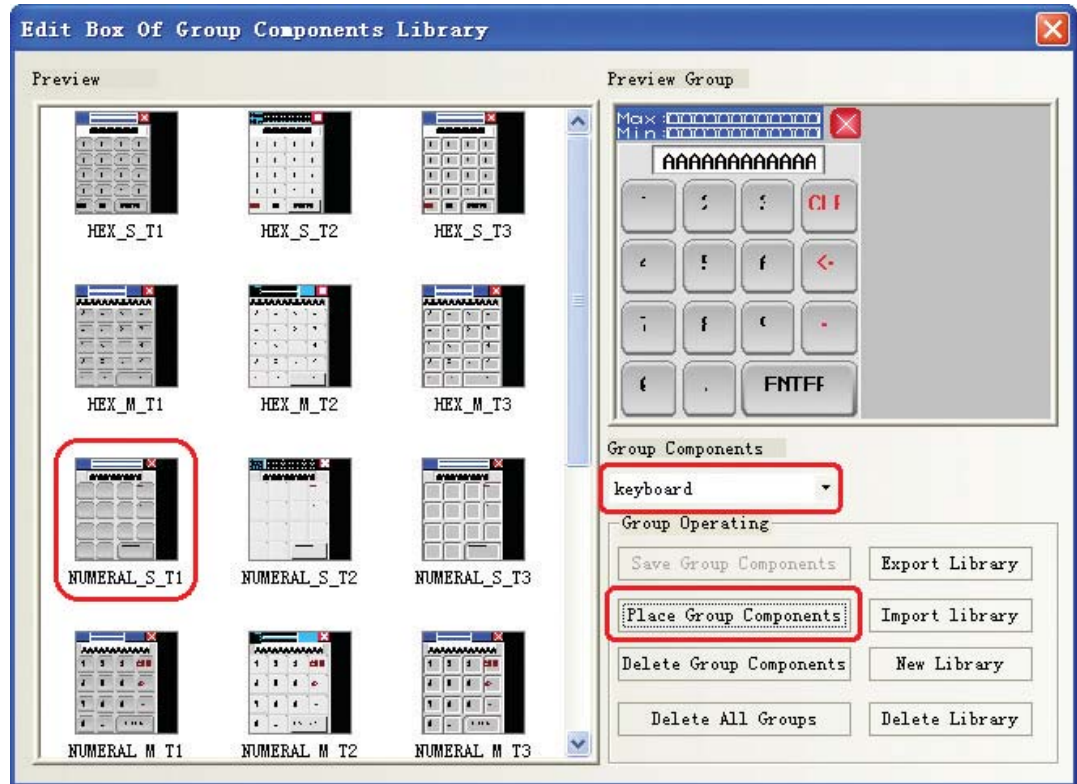 Edit Box Of Group Components Library
Preview
HEX_S_T1
HEX_S_T2
HEX_S_T3
HEX_M_T1
HEX_M_T2
HEX_M_T3
NUMERAL_S_T1
NUMERAL_S_T2
NUMERAL_S_T3
NUMERAL M T1
NUMERAL M T2
NUMERAL M T3
Preview Group
Max:
Min:
AAAAAAAAAAAA
Group Components
keyboard
Group Operating
Save Group Components
Export Library
Place Group Components
Import library
Delete Group Components
New Library
Delete All Groups
Delete Library